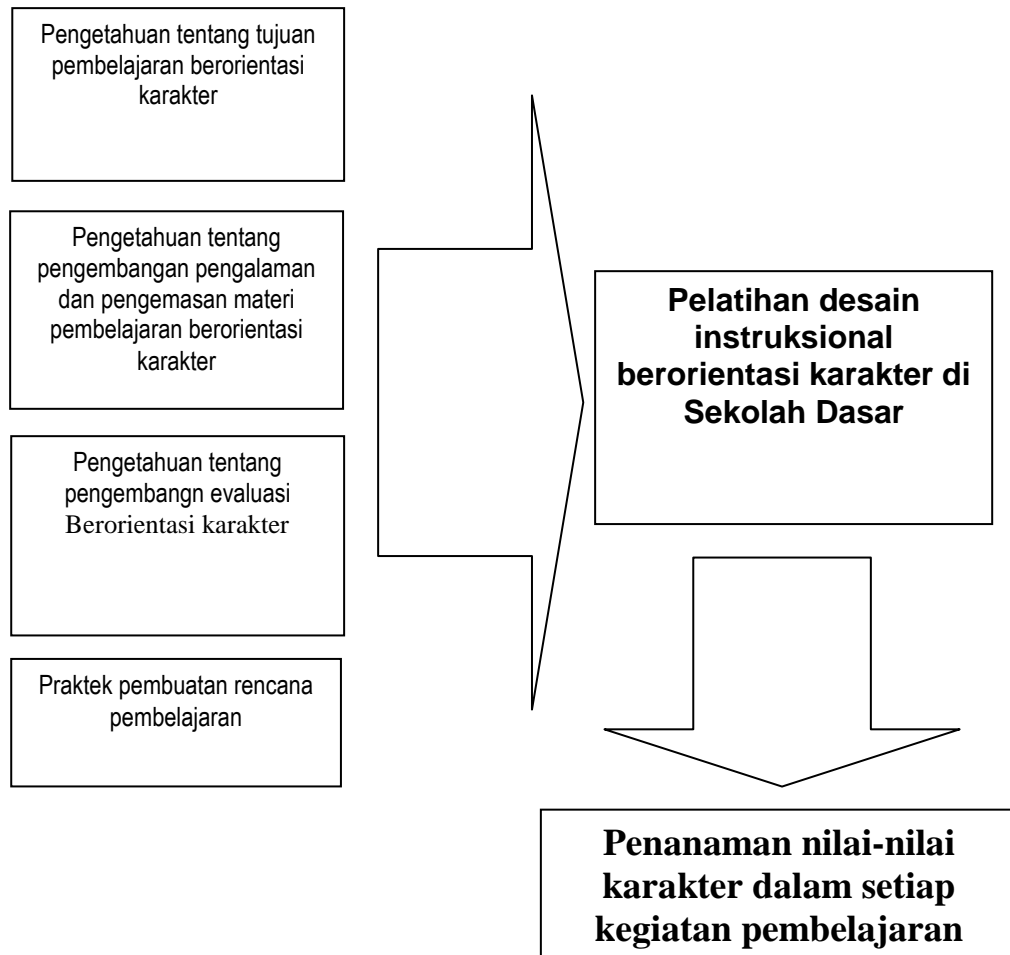 Pengetahuan tentang tujuan
pembelajaran berorientasi
karakter
Pengetahuan tentang
pengembangan pengalaman
dan pengemasan materi
pembelajaran berorientasi
karakter
Pengetahuan tentang
pengembangn evaluasi
Berorientasi karakter
Praktek pembuatan rencana
pembelajaran
Pelatihan desain
instruksional
berorientasi karakter di
Sekolah Dasar
Penanaman nilai-nilai
karakter dalam setiap
kegiatan pembelajaran